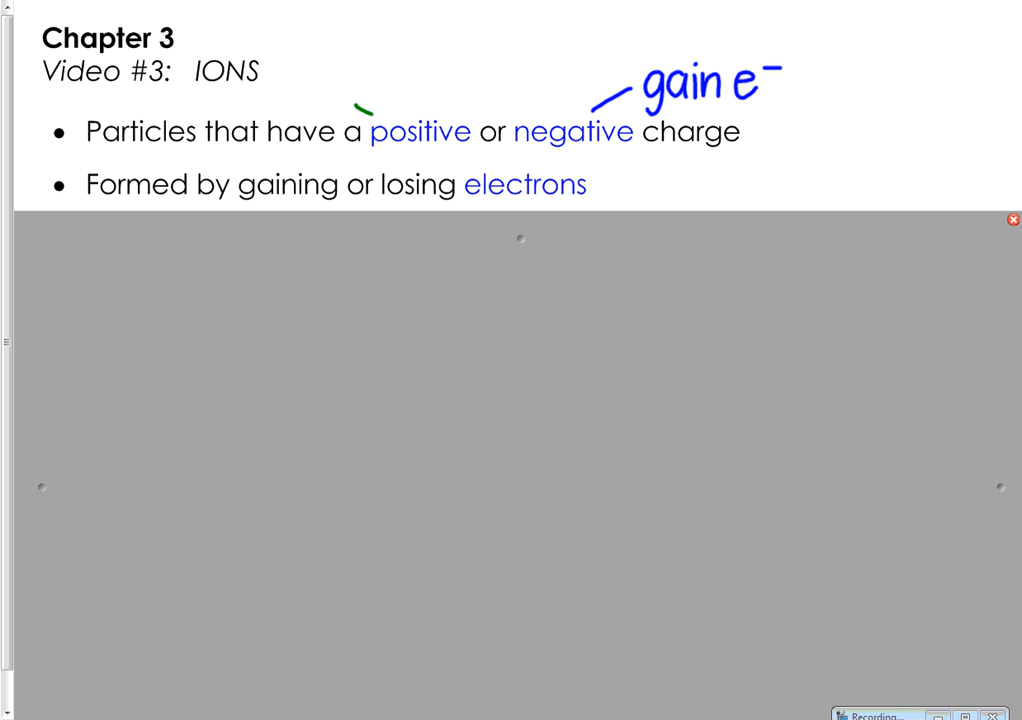 Chapter 3
Video #3: IONS
gain e⁻
• Particles that have a positive or negative charge
• Formed by gaining or losing electrons
Recording...